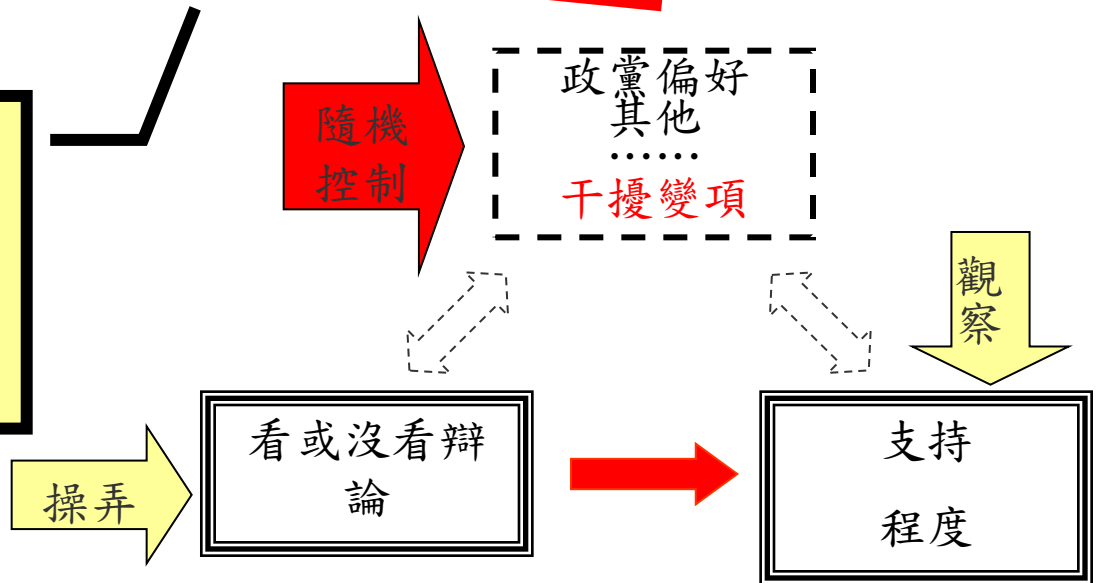 隨機
控制
政黨偏好
其他
……
干擾變項
觀
察
操弄
看或沒看辯
論
支持
程度